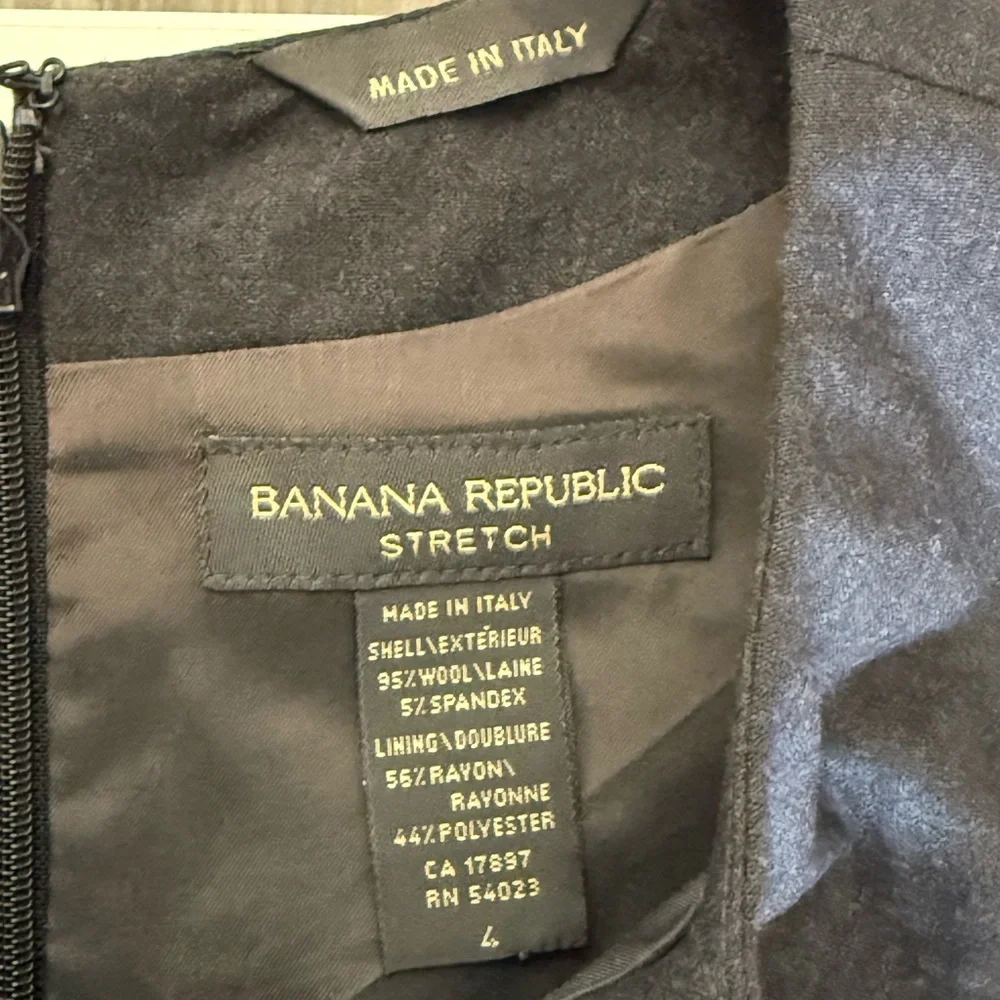 MADE IN ITALY
BANANA REPUBLIC
STRETCH
MADE IN ITALY
SHELL\EXTÉRIEUR
95%WOOL\LAINE
5%SPANDEX
LINING\DOUBLURE
56%RAYON\
RAYONNE
44%POLYESTER
CA 17897
RN 54023
4